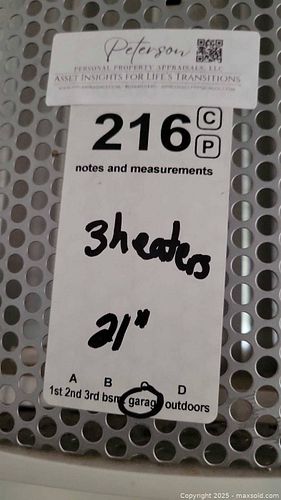 Peterson
PERSONAL PROPERTY APPRAISALS, LLC
ASSET INSIGHTS FOR LIFE'S TRANSITIONS
216 C
P
notes and measurements
3 heaters
21"
A B C D
1st 2nd 3rd bsmt garage outdoors
Copyright © 2025 - maxsold.com